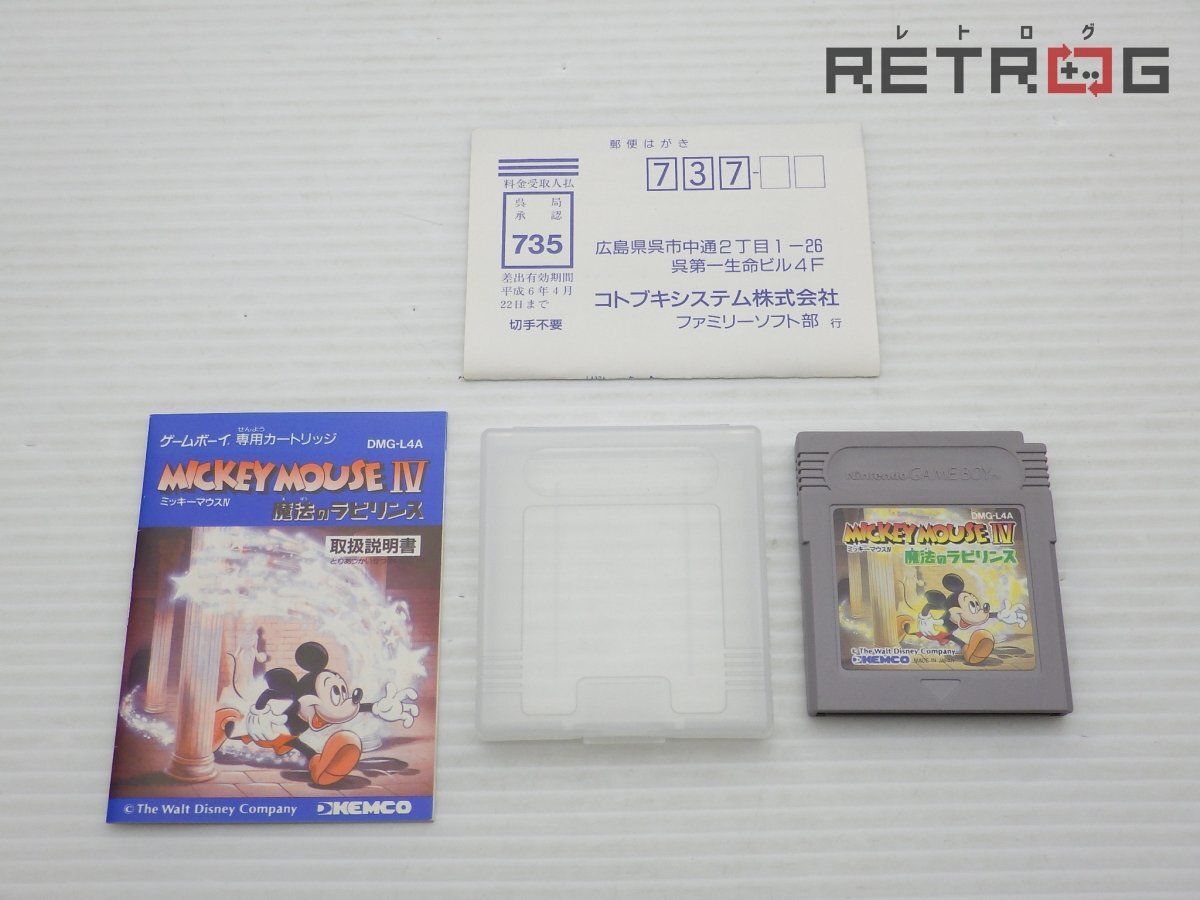 レトログ
RETROG
郵便はがき
737-
料金受取人払
呉局
承認
735
差出有効期間
平成6年4月
22日まで
切手不要
広島県呉市中通2丁目1-26
呉第一生命ビル4F
コトブキシステム株式会社
ファミリーソフト部 行
せんよう
ゲームボーイ専用カートリッジ DMG-L4A
MICKEY MOUSE IV
ミッキーマウスIV
魔法のラビリンス
取扱説明書
© The Walt Disney Company KEMCO
Nintendo GAME BOY
DMG-L4A
MICKEY MOUSE IV
ミッキーマウスIV
魔法のラビリンス
© The Walt Disney Company
KEMCO MADE IN JAPAN